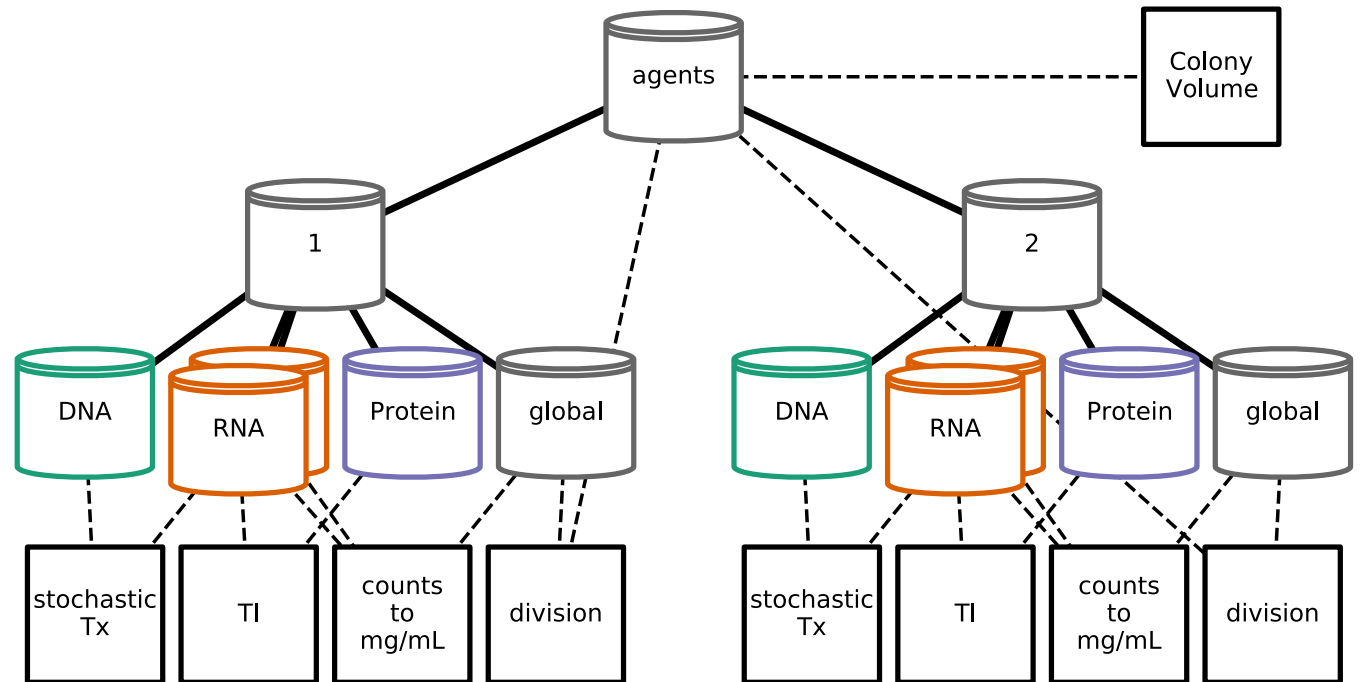 agents
Colony
Volume
1
2
DNA
RNA
Protein
global
DNA
RNA
Protein
global
stochastic
Tx
Tl
counts
to
mg/mL
division
stochastic
Tx
Tl
counts
to
mg/mL
division